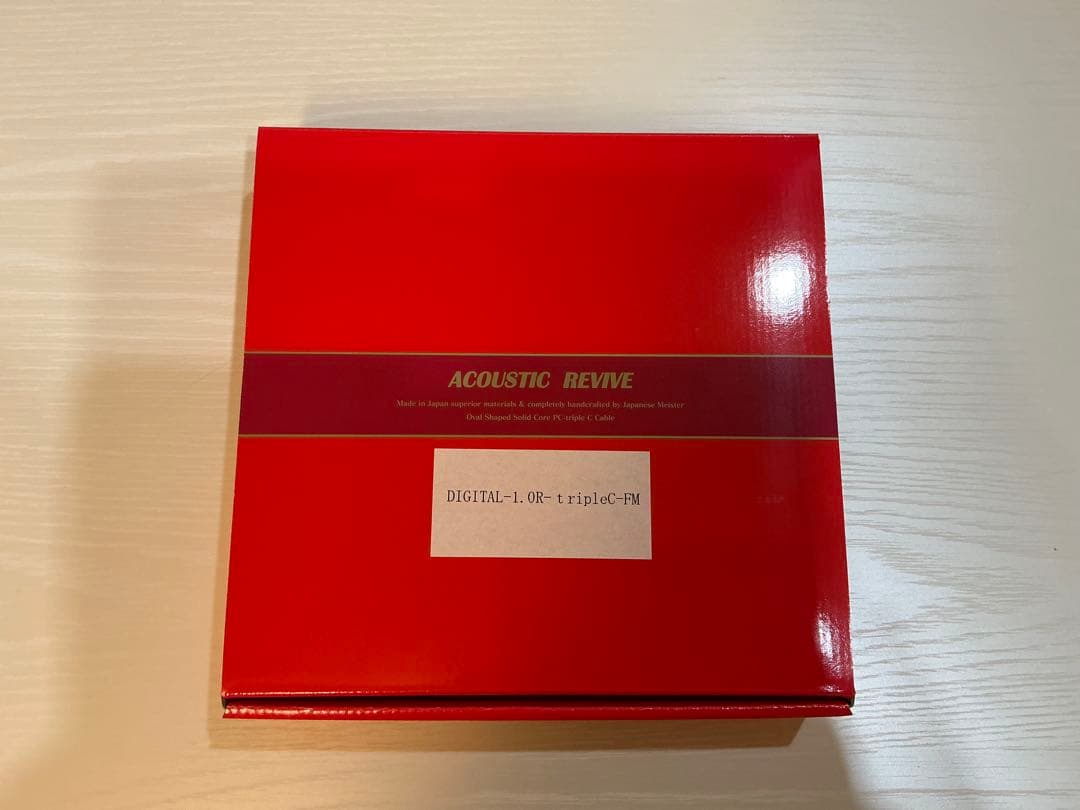 ACOUSTIC REVIVE
Made in Japan superior materials & completely handcrafted by Japanese Meister
Oval Shaped Solid Core PC-triple C Cable
DIGITAL-1.0R-tripleC-FM